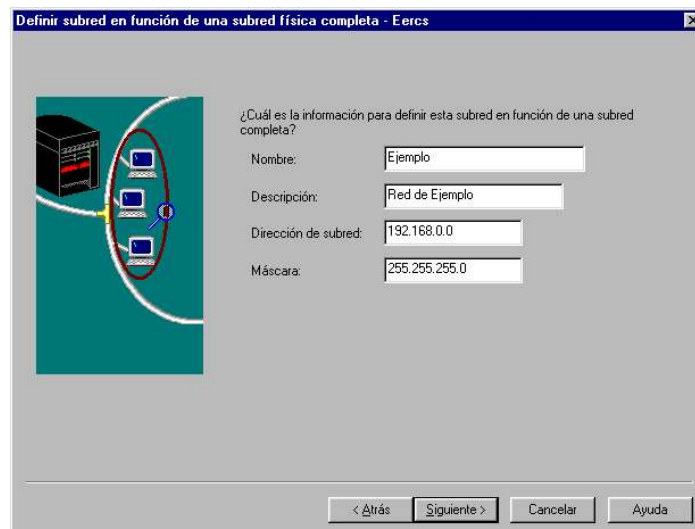 Definir subred en función de una subred física completa - Eercs
¿Cuál es la información para definir esta subred en función de una subred
completa?
Nombre: Ejemplo
Descripción: Red de Ejemplo
Dirección de subred: 192.168.0.0
Máscara: 255.255.255.0
< Atrás Siguiente > Cancelar Ayuda